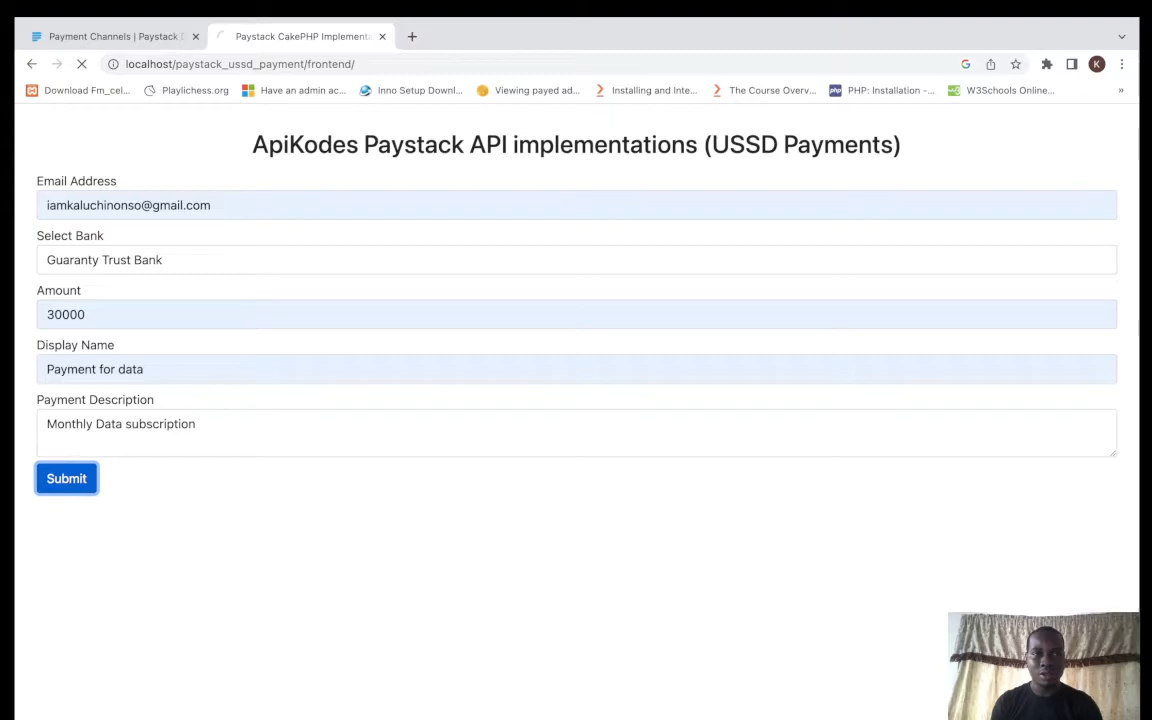 Payment Channels | Paystack D
Paystack CakePHP Implementa
localhost/paystack_ussd_payment/frontend/
K
Download Fm_cel...
Playlichess.org
Have an admin ac...
Inno Setup Downl...
Viewing payed ad...
Installing and Inte...
The Course Overv...
php
PHP: Installation -...
W3Schools Online...
ApiKodes Paystack API implementations (USSD Payments)
Email Address
iamkaluchinonso@gmail.com
Select Bank
Guaranty Trust Bank
Amount
30000
Display Name
Payment for data
Payment Description
Monthly Data subscription
Submit